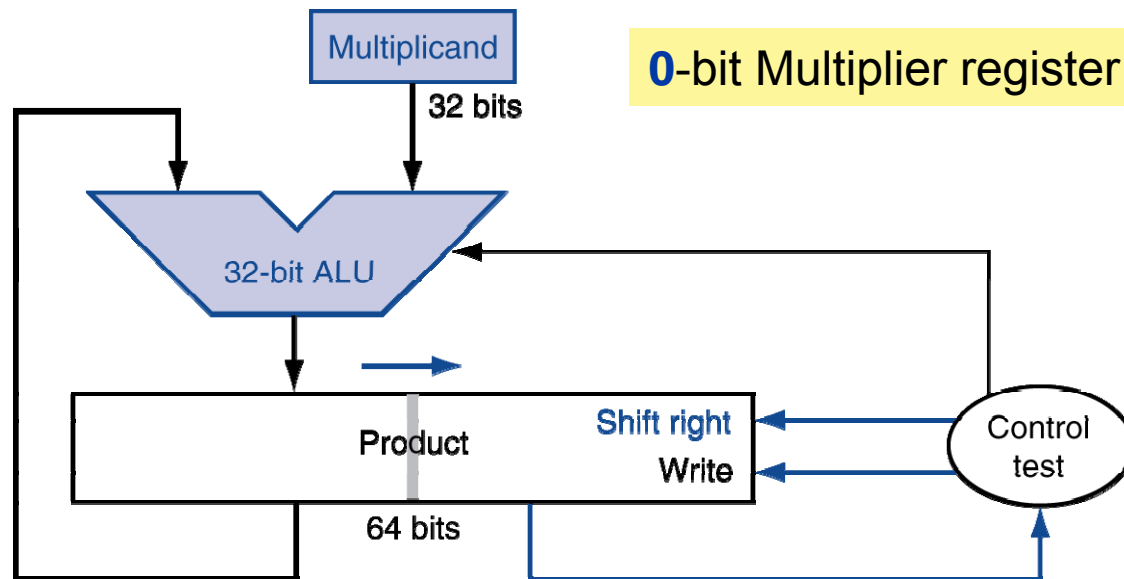 Multiplicand
0-bit Multiplier register
32 bits
32-bit ALU
Product
Shift right
Write
Control
test
64 bits